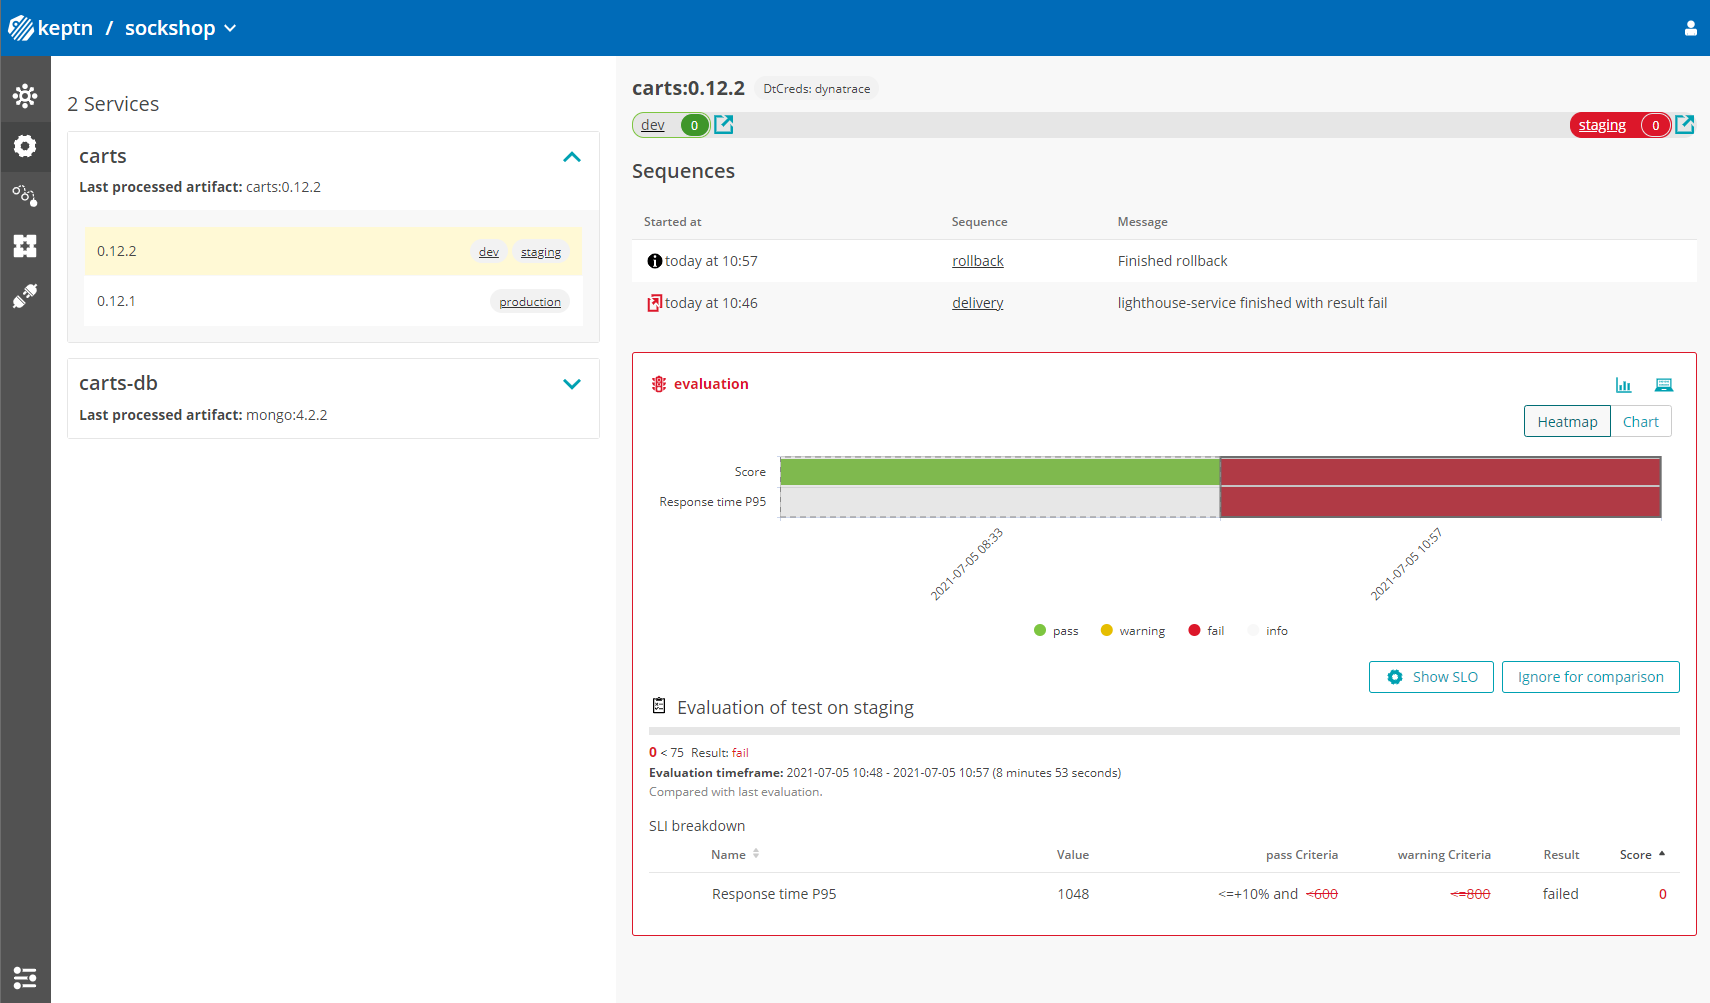 keptn / sockshop
2 Services
carts
Last processed artifact: carts:0.12.2
0.12.2 dev staging
0.12.1 production
carts-db
Last processed artifact: mongo:4.2.2
carts:0.12.2 DtCreds: dynatrace
dev 0 staging 0
Sequences
Started at Sequence Message
today at 10:57 rollback Finished rollback
today at 10:46 delivery lighthouse-service finished with result fail
evaluation
Heatmap Chart
Score
Response time P95
2021-07-05 08:33 2021-07-05 10:57
pass warning fail info
Show SLO Ignore for comparison
Evaluation of test on staging
0 < 75 Result: fail
Evaluation timeframe: 2021-07-05 10:48 - 2021-07-05 10:57 (8 minutes 53 seconds)
Compared with last evaluation.
SLI breakdown
Name Value pass Criteria warning Criteria Result Score
Response time P95 1048 <=+10% and <600 <=800 failed 0